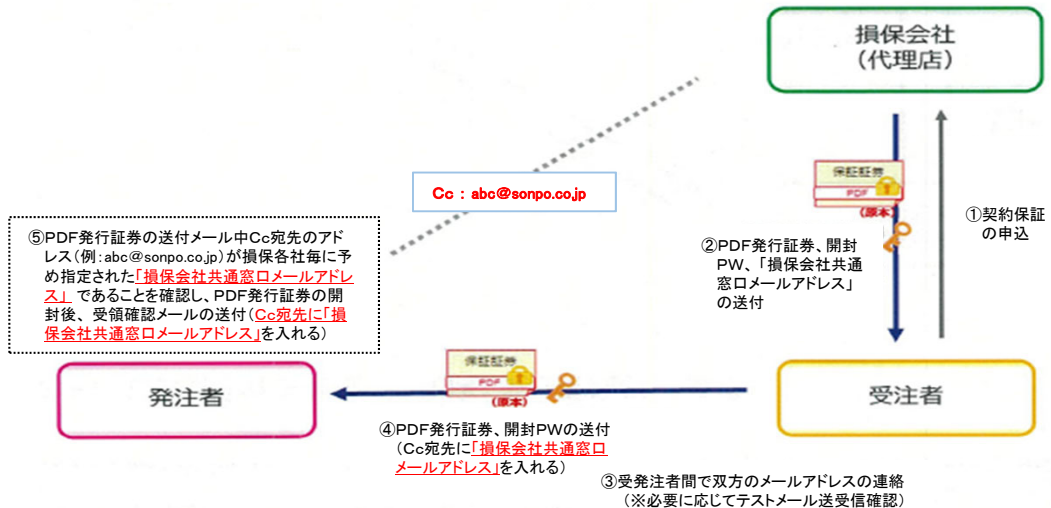 損保会社
（代理店）
Cc : abc@sonpo.co.jp
保証証券
PDF
(原本)
①契約保証
の申込
②PDF発行証券、開封
PW、「損保会社共通
窓口メールアドレス」
の送付
⑤PDF発行証券の送付メール中Cc宛先のアド
レス（例：abc@sonpo.co.jp）が損保各社毎に予
め指定された「損保会社共通窓口メールアドレ
ス」 であることを確認し、PDF発行証券の開
封後、受領確認メールの送付（Cc宛先に「損
保会社共通窓口メールアドレス」を入れる）
保証証券
PDF
(原本)
発注者
受注者
④PDF発行証券、開封PWの送付
（Cc宛先に「損保会社共通窓口
メールアドレス」を入れる）
③受発注者間で双方のメールアドレスの連絡
（※必要に応じてテストメール送受信確認）